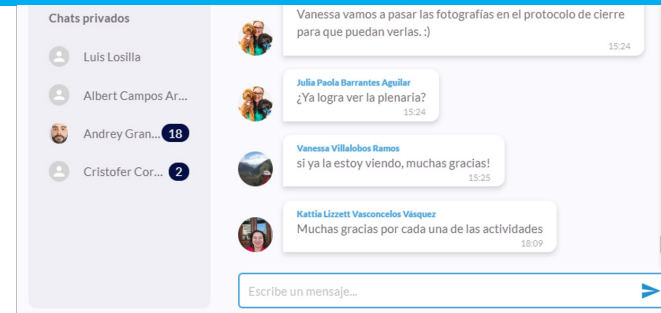 Chats privados
Luis Losilla
Albert Campos Ar...
Andrey Gran... 18
Cristofer Cor... 2
Vanessa vamos a pasar las fotografías en el protocolo de cierre
para que puedan verlas. :)
15:24
Julia Paola Barrantes Aguilar
¿Ya logra ver la plenaria?
15:24
Vanessa Villalobos Ramos
si ya la estoy viendo, muchas gracias!
15:25
Kattia Lizzett Vasconcelos Vásquez
Muchas gracias por cada una de las actividades
18:09
Escribe un mensaje...